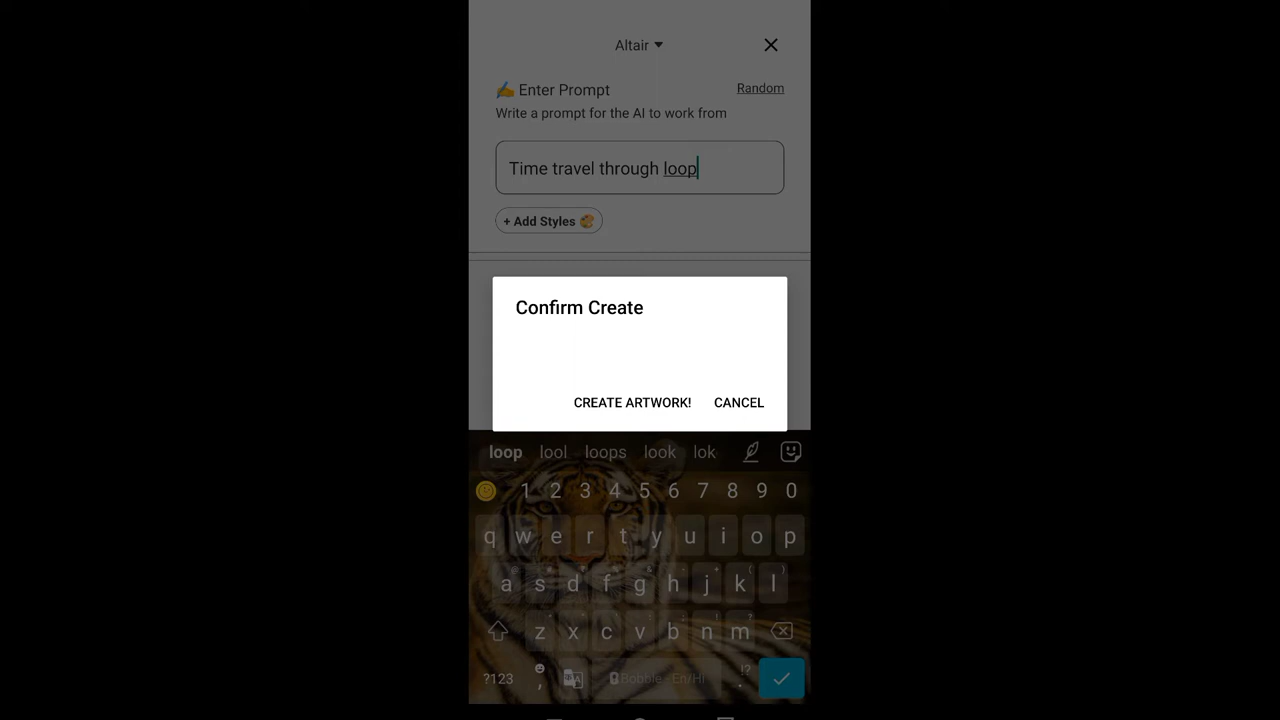 Altair
✍️ Enter Prompt Random
Write a prompt for the AI to work from
Time travel through loop
+ Add Styles 🎨
Confirm Create
CREATE ARTWORK! CANCEL
loop lool loops look lok
1 2 3 4 5 6 7 8 9 0
q w e r t y u i o p
a s d f g h j k l
z x c v b n m
?123 , Bobble - En/Hi !? .